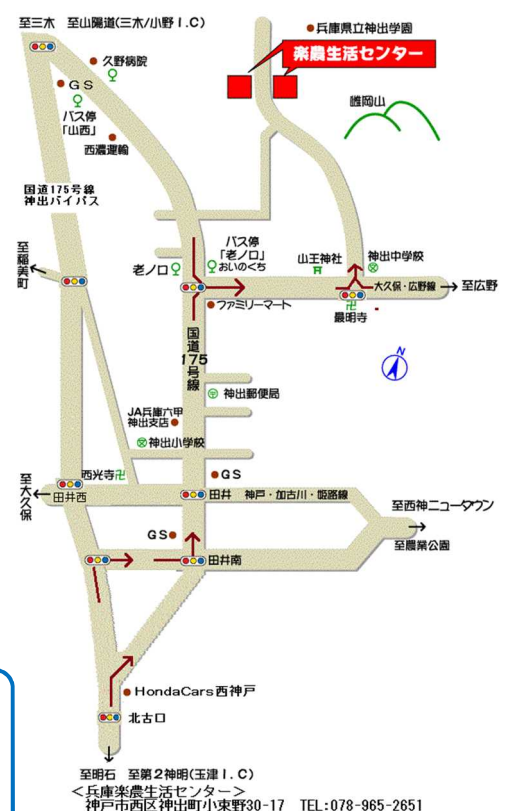 至三木 至山陽道(三木/小野I.C)
兵庫県立神出学園
楽農生活センター
久野病院
GS
バス停
「山西」
西濃運輸
雌岡山
国道175号線
神出バイパス
至稲美町
老ノ口
バス停
「老ノ口」
おいのくち
山王神社
神出中学校
大久保・広野線
至広野
ファミリーマート
最明寺
N
国道175号線
神出郵便局
JA兵庫六甲
神出支店
神出小学校
西光寺
GS
至大久保
田井西
田井
神戸・加古川・姫路線
至西神ニュータウン
至農業公園
GS
田井南
HondaCars西神戸
北古口
至明石 至第2神明(玉津I.C)
<兵庫楽農生活センター>
神戸市西区神出町小束野30-17 TEL:078-965-2651